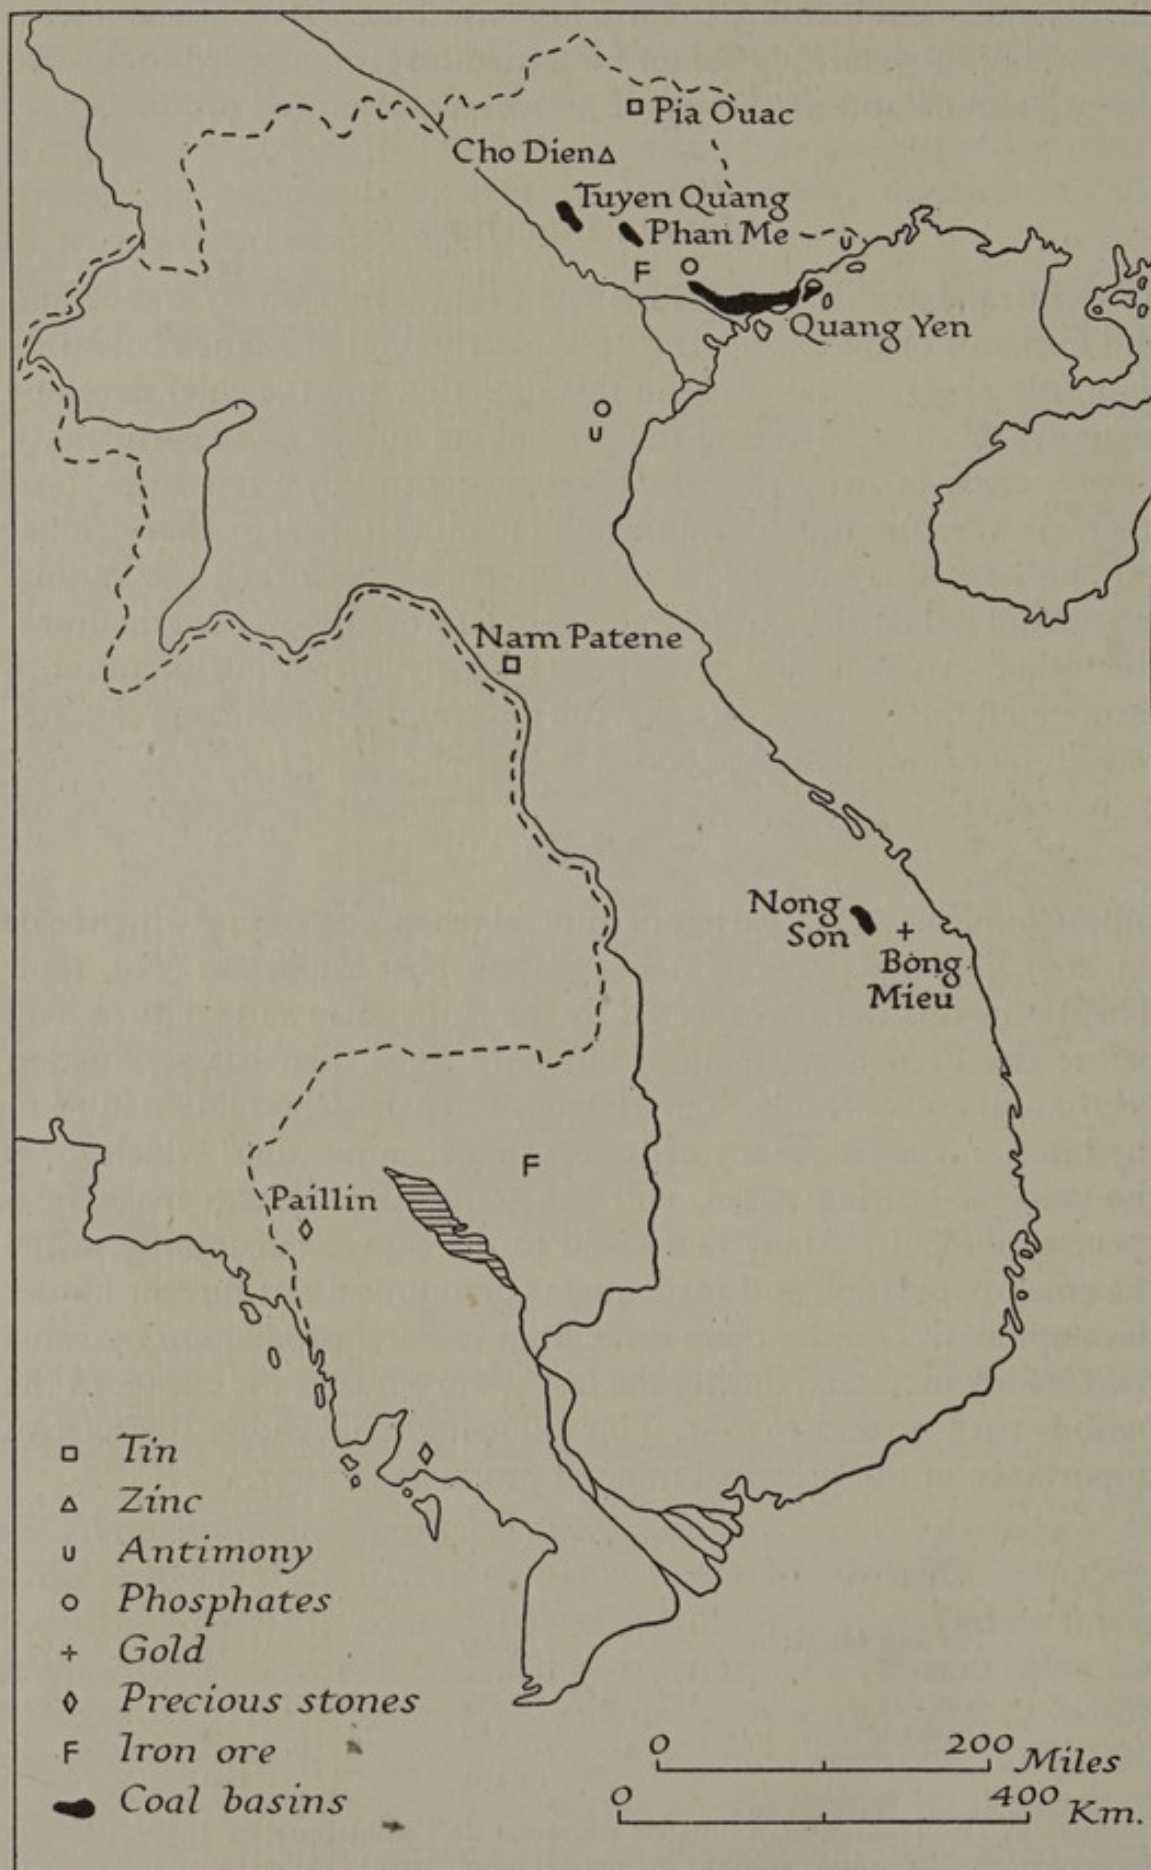 Pia Ouac
Cho Dien
Tuyen Quang
Phan Me
U
F
Quang Yen
U
Nam Patene
Nong
Son
Bong
Mieu
F
Paillin
Tin
Zinc
U Antimony
Phosphates
+ Gold
Precious stones
F Iron ore
Coal basins
0 200 Miles
0 400 Km.